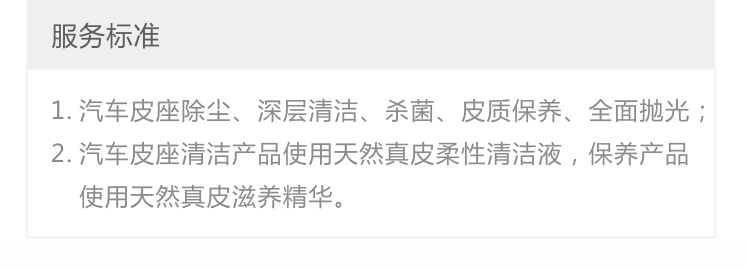 服务标准
1. 汽车皮座除尘、深层清洁、杀菌、皮质保养、全面抛光；
2. 汽车皮座清洁产品使用天然真皮柔性清洁液，保养产品
使用天然真皮滋养精华。